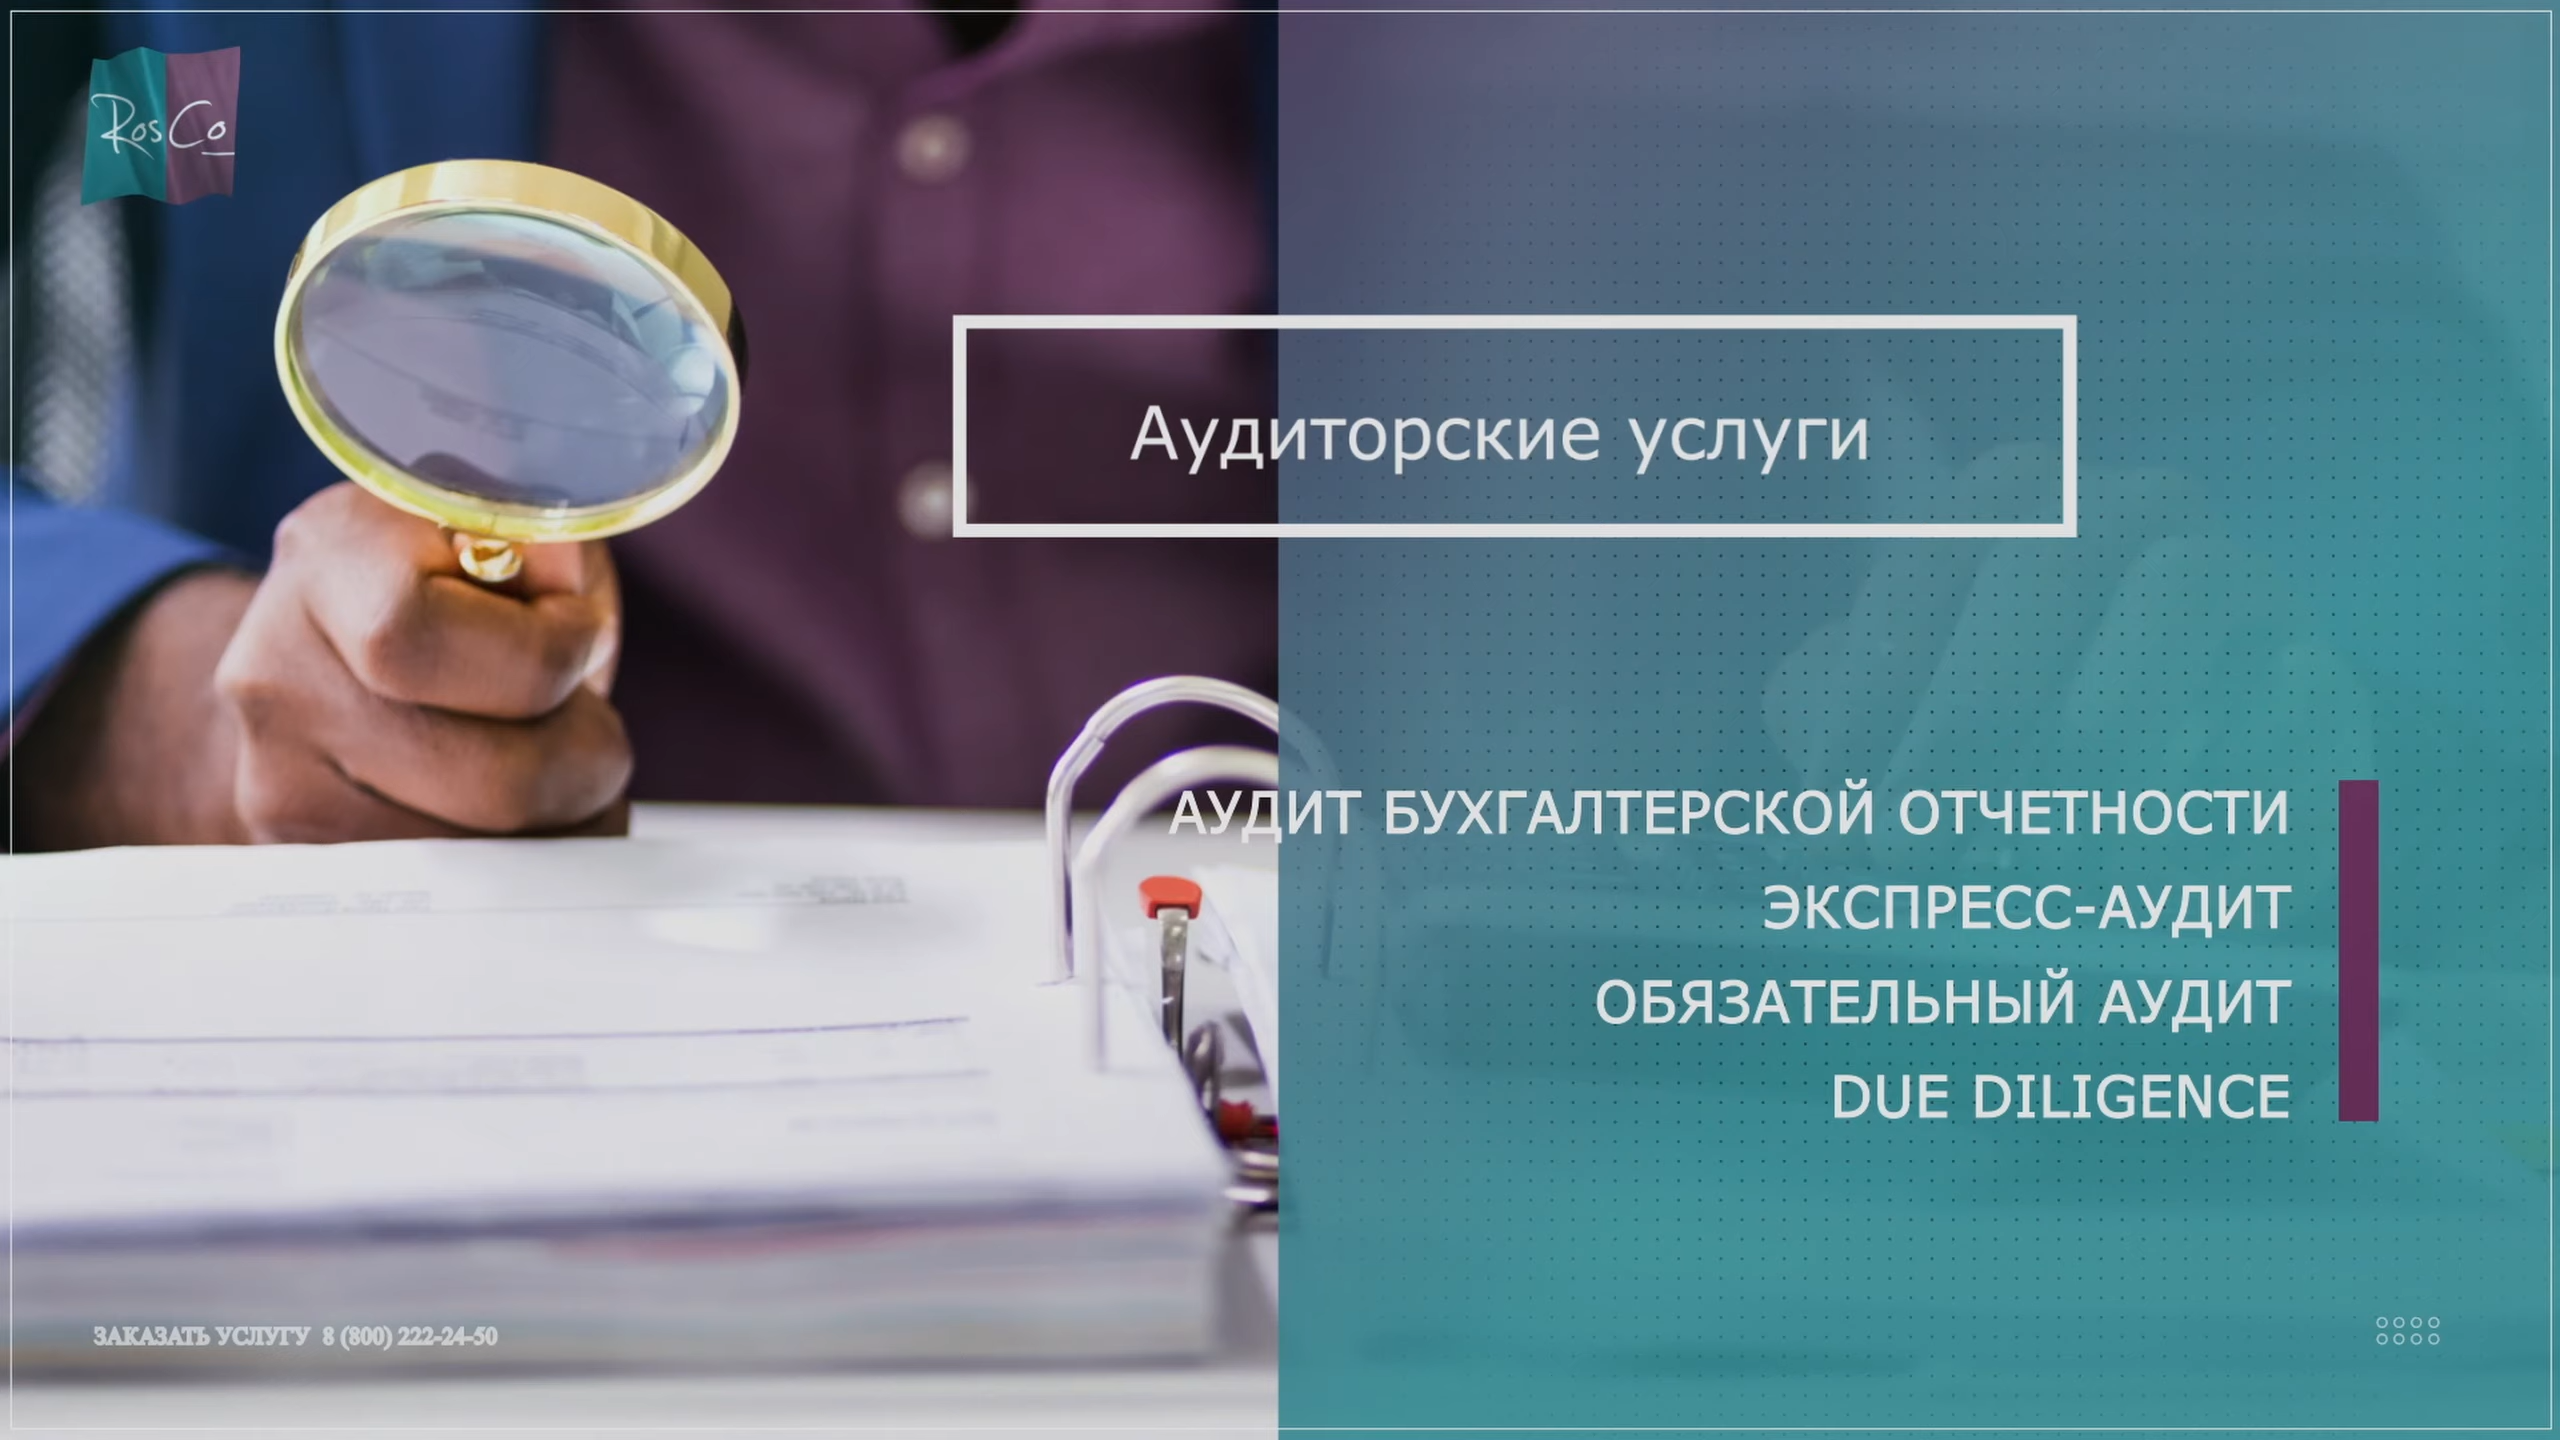 RosCo
Аудиторские услуги
АУДИТ БУХГАЛТЕРСКОЙ ОТЧЕТНОСТИ
ЭКСПРЕСС-АУДИТ
ОБЯЗАТЕЛЬНЫЙ АУДИТ
DUE DILIGENCE
ЗАКАЗАТЬ УСЛУГУ 8 (800) 222-24-50